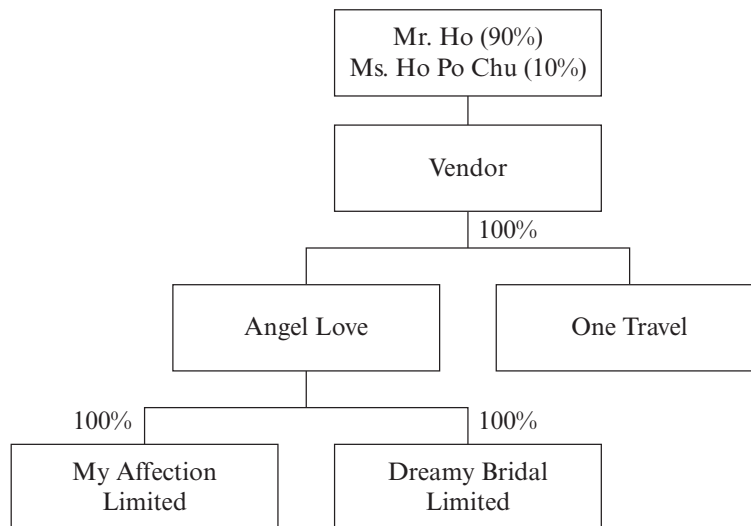 Mr. Ho (90%)
Ms. Ho Po Chu (10%)
Vendor
100%
Angel Love
One Travel
100%
100%
My Affection
Limited
Dreamy Bridal
Limited